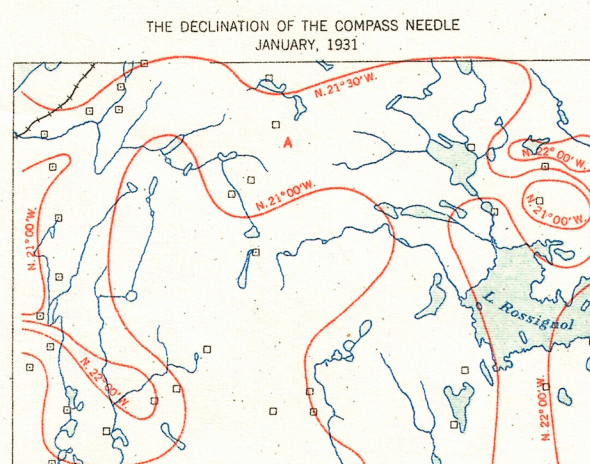 THE DECLINATION OF THE COMPASS NEEDLE
JANUARY, 1931
N. 21° 30' W.
A
N. 22° 00' W.
N. 21° 00' W.
N. 21° 00' W.
N. 21° 00' W.
L. Rossignol
N. 22° 00' W.
N. 22° 00' W.